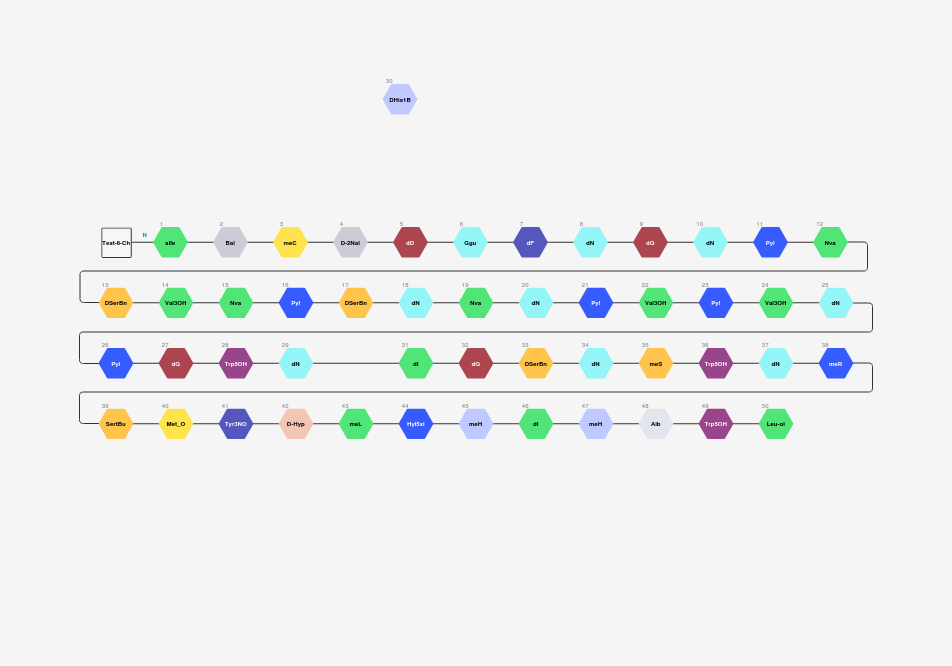 30
DHis1B
1 2 3 4 5 6 7 8 9 10 11 12
Test-6-Ch N aIle Bal meC D-2Nal dD Ggu dF dN dQ dN Pyl Nva
13 14 15 16 17 18 19 20 21 22 23 24 25
DSerBn Val3OH Nva Pyl DSerBn dN Nva dN Pyl Val3OH Pyl Val3OH dN
26 27 28 29 31 32 33 34 35 36 37 38
Pyl dQ Trp5OH dN dI dQ DSerBn dN meS Trp5OH dN meR
39 40 41 42 43 44 45 46 47 48 49 50
SertBu Met_O Tyr3NO D-Hyp meL Hyl5xi meH dI meH Aib Trp5OH Leu-ol